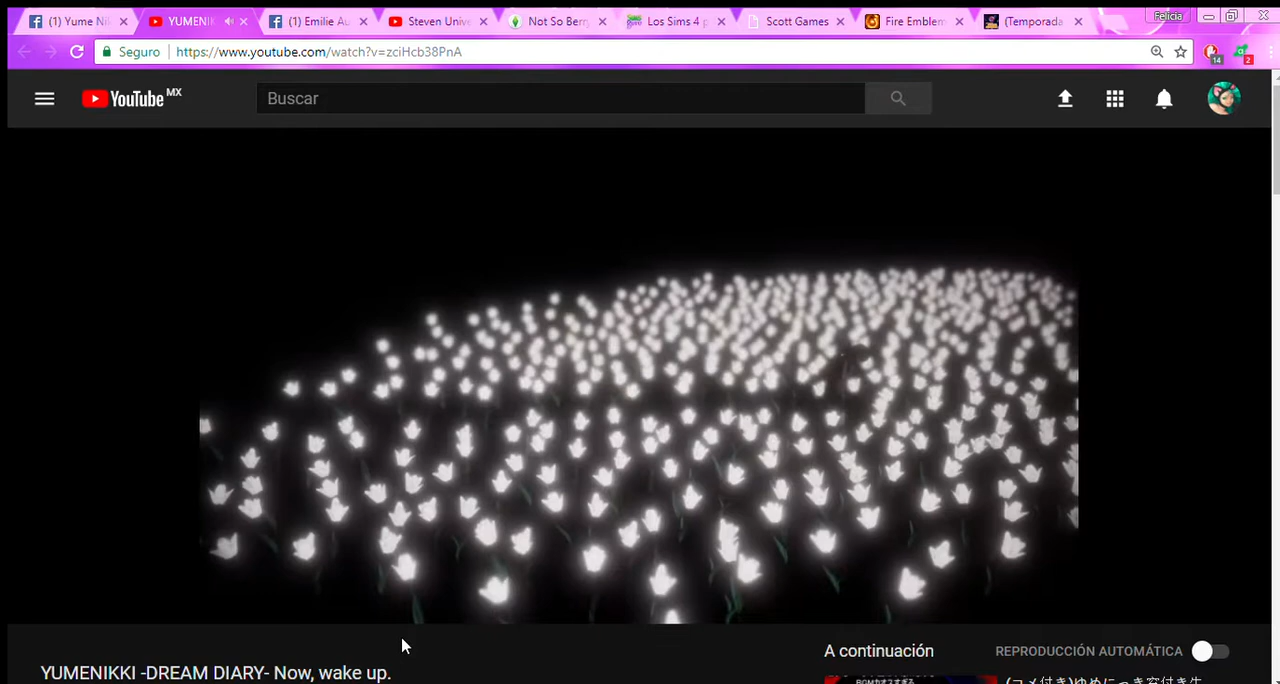 (1) Yume Ni
YUMENIK
(1) Emilie Au
Steven Unive
Not So Berr
Los Sims 4 p
Scott Games
Fire Emblem
(Temporada
Felicia
Seguro
https://www.youtube.com/watch?v=zciHcb38PnA
14
2
YouTube MX
Buscar
YUMENIKKI -DREAM DIARY- Now, wake up.
A continuación
REPRODUCCIÓN AUTOMÁTICA